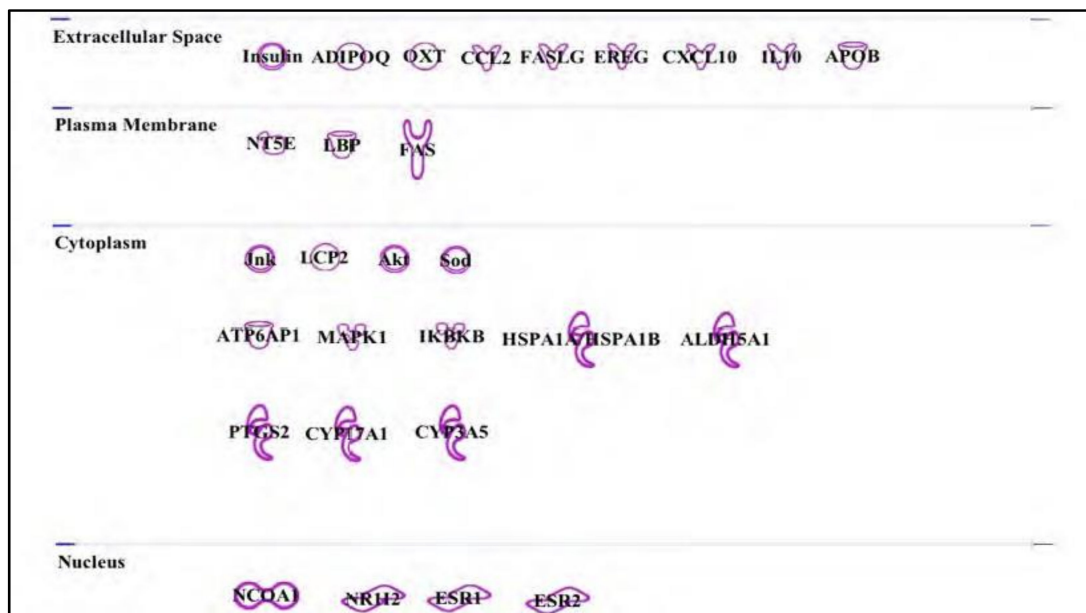 Extracellular Space
Insulin ADIPOQ OXT CCL2 FASLG EREG CXCL10 IL10 APOB
Plasma Membrane
NT5E LBP FAS
Cytoplasm
Jnk LCP2 Akt Sod
ATP6AP1 MAPK1 IKBKB HSPA1A/HSPA1B ALDH5A1
PTGS2 CYP17A1 CYP3A5
Nucleus
NCOA1 NR1I2 ESR1 ESR2